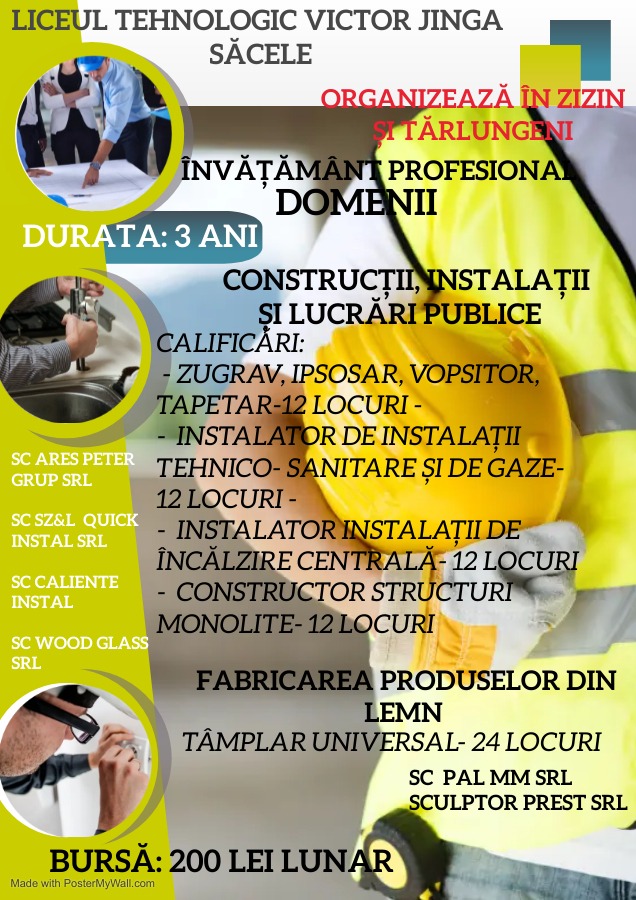 LICEUL TEHNOLOGIC VICTOR JINGA
SĂCELE
ORGANIZEAZĂ ÎN ZIZIN
ȘI TĂRLUNGENI
ÎNVĂȚĂMÂNT PROFESIONAL
DOMENII
DURATA: 3 ANI
CONSTRUCȚII, INSTALAȚII
ȘI LUCRĂRI PUBLICE
CALIFICĂRI:
- ZUGRAV, IPSOSAR, VOPSITOR,
TAPETAR-12 LOCURI -
- INSTALATOR DE INSTALAȚII
TEHNICO- SANITARE ȘI DE GAZE-
12 LOCURI -
- INSTALATOR INSTALAȚII DE
ÎNCĂLZIRE CENTRALĂ- 12 LOCURI
- CONSTRUCTOR STRUCTURI
MONOLITE- 12 LOCURI
SC ARES PETER
GRUP SRL
SC SZ&L QUICK
INSTAL SRL
SC CALIENTE
INSTAL
SC WOOD GLASS
SRL
FABRICAREA PRODUSELOR DIN
LEMN
TÂMPLAR UNIVERSAL- 24 LOCURI
SC PAL MM SRL
SCULPTOR PREST SRL
BURSĂ: 200 LEI LUNAR
Made with PosterMyWall.com